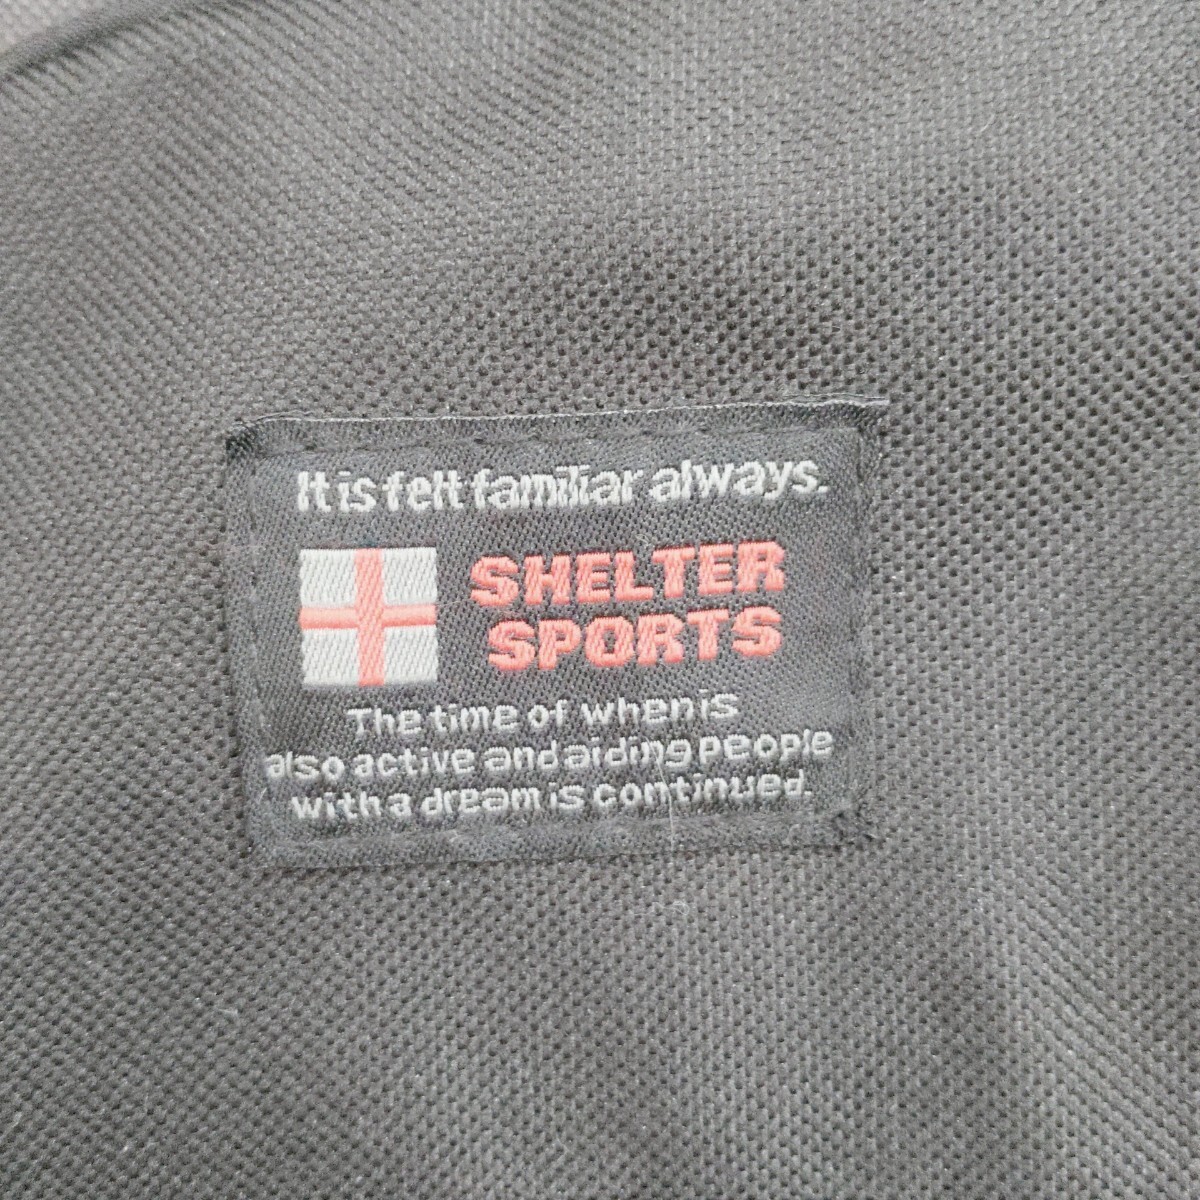 It is felt familiar always.
SHELTER
SPORTS
The time of when is
also active and aiding people
with a dream is continued.